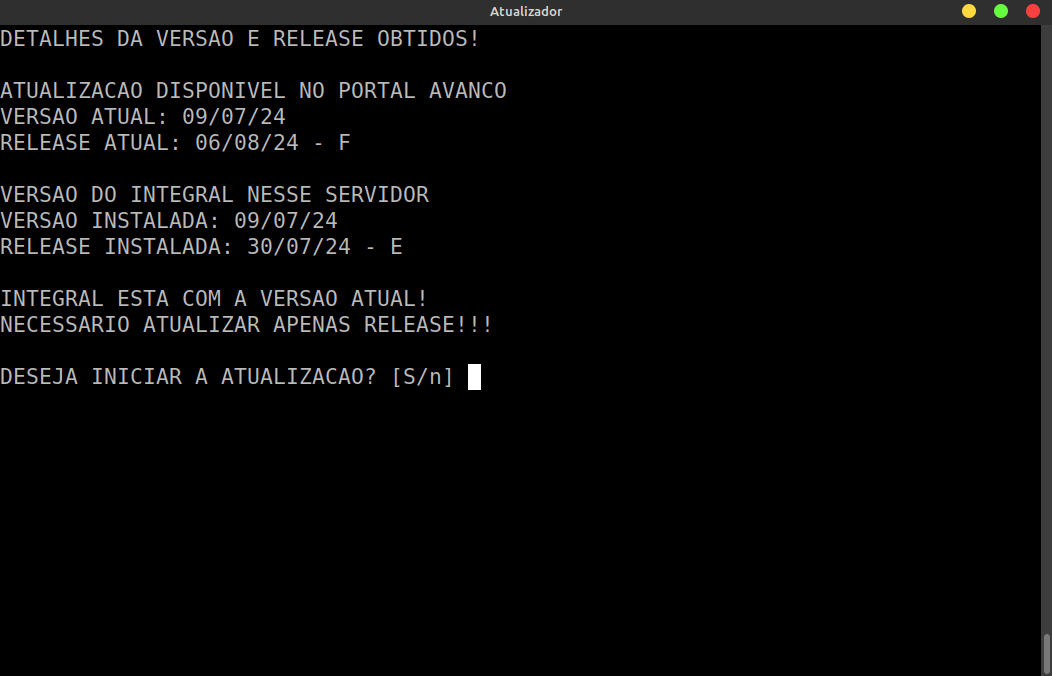 Atualizador
DETALHES DA VERSAO E RELEASE OBTIDOS!
ATUALIZACAO DISPONIVEL NO PORTAL AVANCO
VERSAO ATUAL: 09/07/24
RELEASE ATUAL: 06/08/24 - F
VERSAO DO INTEGRAL NESSE SERVIDOR
VERSAO INSTALADA: 09/07/24
RELEASE INSTALADA: 30/07/24 - E
INTEGRAL ESTA COM A VERSAO ATUAL!
NECESSARIO ATUALIZAR APENAS RELEASE!!!
DESEJA INICIAR A ATUALIZACAO? [S/n]